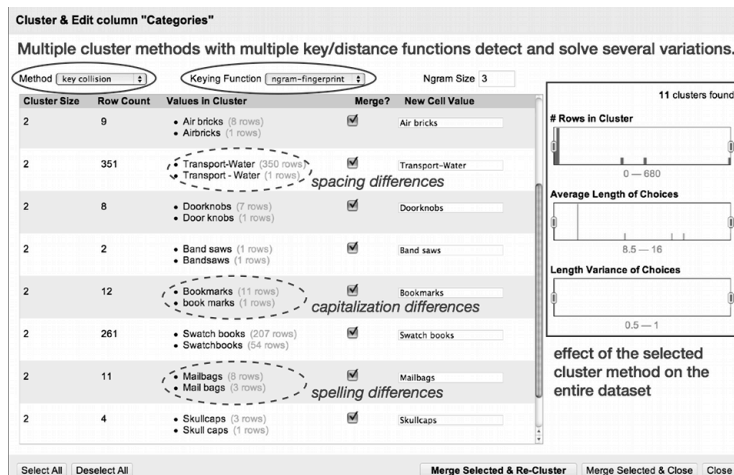 Cluster & Edit column "Categories"
Multiple cluster methods with multiple key/distance functions detect and solve several variations.
Method key collision Keying Function ngram-fingerprint Ngram Size 3
Cluster Size Row Count Values in Cluster Merge? New Cell Value
2 9 • Air bricks (8 rows) Air bricks
• Airbricks (1 rows)
2 351 • Transport-Water (350 rows) Transport-Water
• Transport - Water (1 rows)
spacing differences
2 8 • Doorknobs (7 rows) Doorknobs
• Door knobs (1 rows)
2 2 • Band saws (1 rows) Band saws
• Bandsaws (1 rows)
2 12 • Bookmarks (11 rows) Bookmarks
• book marks (1 rows)
capitalization differences
2 261 • Swatch books (207 rows) Swatch books
• Swatchbooks (54 rows)
2 11 • Mailbags (8 rows) Mailbags
• Mail bags (3 rows)
spelling differences
2 4 • Skullcaps (3 rows) Skullcaps
• Skull caps (1 rows)
11 clusters found
# Rows in Cluster
0 — 680
Average Length of Choices
8.5 — 16
Length Variance of Choices
0.5 — 1
effect of the selected
cluster method on the
entire dataset
Select All Deselect All Merge Selected & Re-Cluster Merge Selected & Close Close